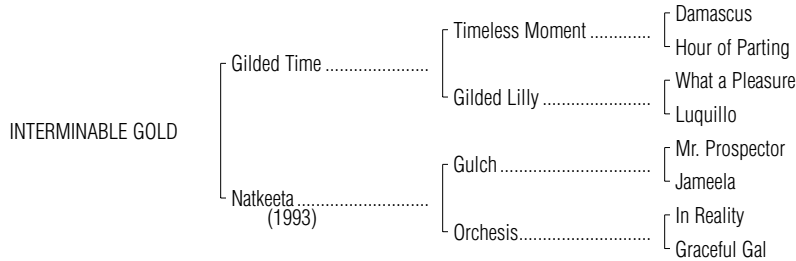 Damascus
Timeless Moment .............
Hour of Parting
Gilded Time ......................
What a Pleasure
Gilded Lilly .......................
Luquillo
INTERMINABLE GOLD
Mr. Prospector
Gulch ................................
Jameela
Natkeeta ............................
(1993)
In Reality
Orchesis............................
Graceful Gal